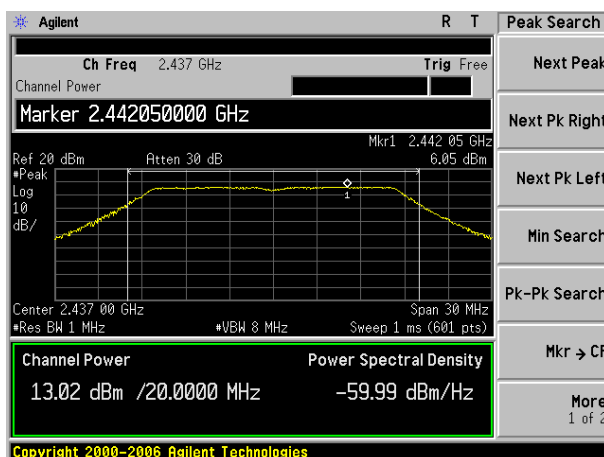 Agilent R T Peak Search
Ch Freq 2.437 GHz Trig Free
Channel Power
Marker 2.442050000 GHz
Mkr1 2.442 05 GHz
Ref 20 dBm Atten 30 dB 6.05 dBm
#Peak
Log
10
dB/
1
Center 2.437 00 GHz Span 30 MHz
#Res BW 1 MHz #VBW 8 MHz Sweep 1 ms (601 pts)
Channel Power Power Spectral Density
13.02 dBm /20.0000 MHz -59.99 dBm/Hz
Next Peak
Next Pk Right
Next Pk Left
Min Search
Pk-Pk Search
Mkr → CF
More
1 of 2
Copyright 2000-2006 Agilent Technologies